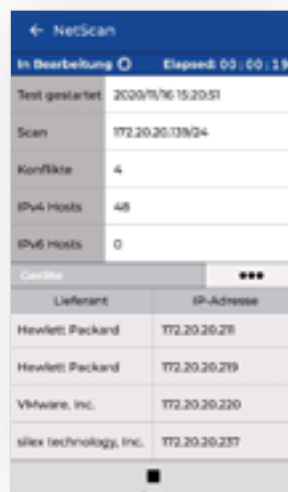 ← NetScan
In Bearbeitung Elapsed: 00:00:19
Test gestartet 2020/11/16 15:20:51
Scan 172.20.20.139/24
Konflikte 4
IPv4 Hosts 48
IPv6 Hosts 0
Geräte •••
Lieferant IP-Adresse
Hewlett Packard 172.20.20.211
Hewlett Packard 172.20.20.219
VMware, Inc. 172.20.20.220
silex technology, Inc. 172.20.20.237